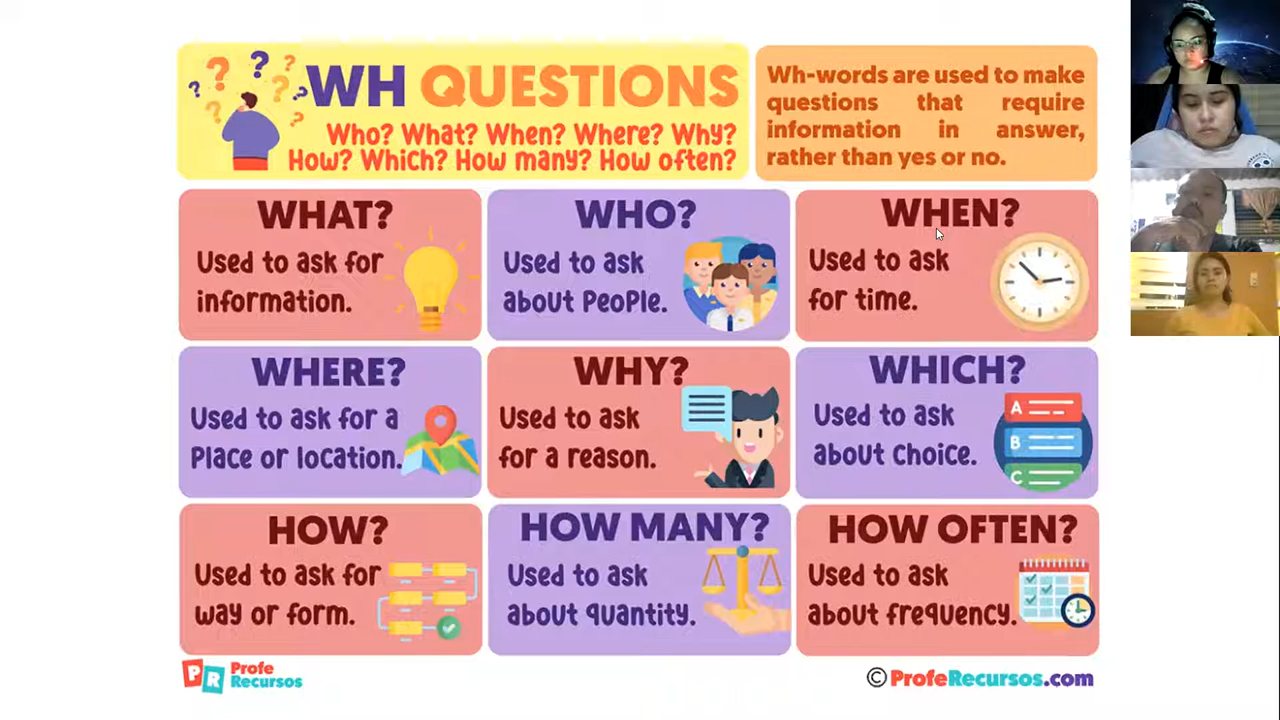 WH QUESTIONS
Who? What? When? Where? Why?
How? Which? How many? How often?
Wh-words are used to make
questions that require
information in answer,
rather than yes or no.
WHAT?
Used to ask for
information.
WHO?
Used to ask
about People.
WHEN?
Used to ask
for time.
WHERE?
Used to ask for a
Place or location.
WHY?
Used to ask
for a reason.
WHICH?
Used to ask
about Choice.
A
B
C
HOW?
Used to ask for
way or form.
HOW MANY?
Used to ask
about quantity.
HOW OFTEN?
Used to ask
about frequency.
PR Profe
Recursos
© ProfeRecursos.com